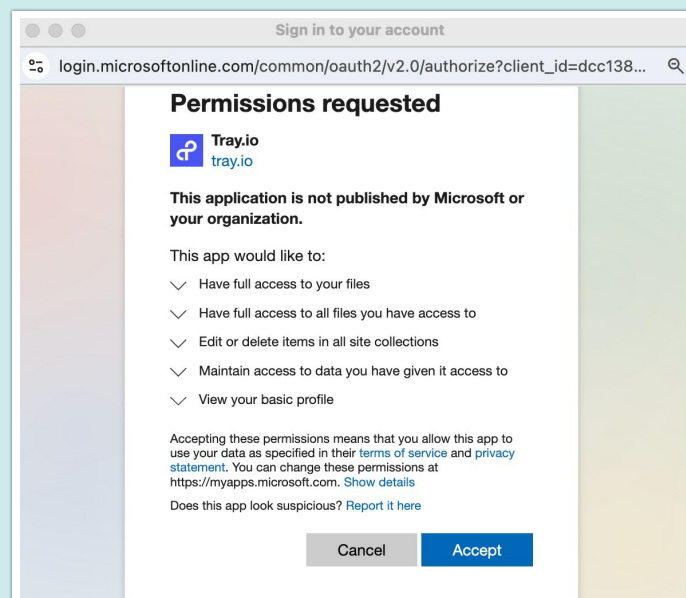 Sign in to your account
login.microsoftonline.com/common/oauth2/v2.0/authorize?client_id=dcc138...
Permissions requested
Tray.io
tray.io
This application is not published by Microsoft or
your organization.
This app would like to:
Have full access to your files
Have full access to all files you have access to
Edit or delete items in all site collections
Maintain access to data you have given it access to
View your basic profile
Accepting these permissions means that you allow this app to
use your data as specified in their terms of service and privacy
statement. You can change these permissions at
https://myapps.microsoft.com. Show details
Does this app look suspicious? Report it here
Cancel Accept